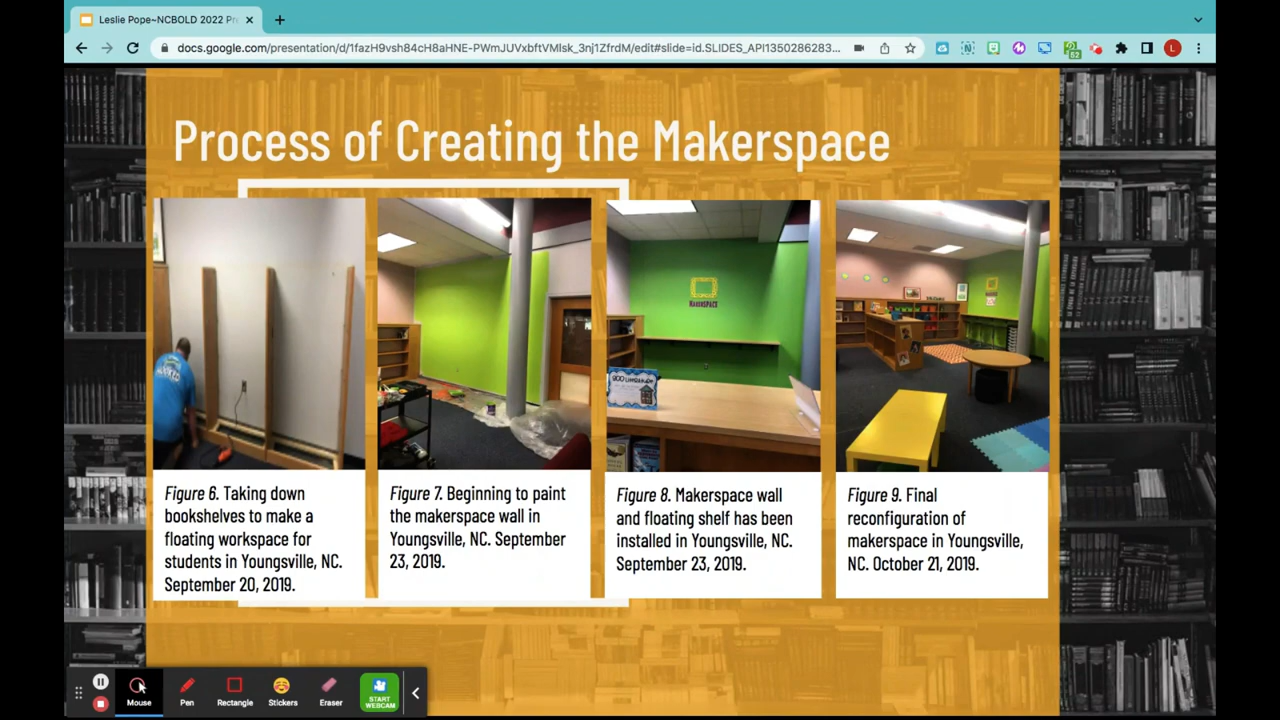 Leslie Pope~NCBOLD 2022 Pr
docs.google.com/presentation/d/1fazH9vsh84cH8aHNE-PWmJUVxbftVMlsk_3nj1ZfrdM/edit#slide=id.SLIDES_API1350286283...
52
L
Process of Creating the Makerspace
MAKERSPACE
Figure 6. Taking down
bookshelves to make a
floating workspace for
students in Youngsville, NC.
September 20, 2019.
Figure 7. Beginning to paint
the makerspace wall in
Youngsville, NC. September
23, 2019.
Figure 8. Makerspace wall
and floating shelf has been
installed in Youngsville, NC.
September 23, 2019.
Figure 9. Final
reconfiguration of
makerspace in Youngsville,
NC. October 21, 2019.
Mouse
Pen
Rectangle
Stickers
Eraser
START
WEBCAM